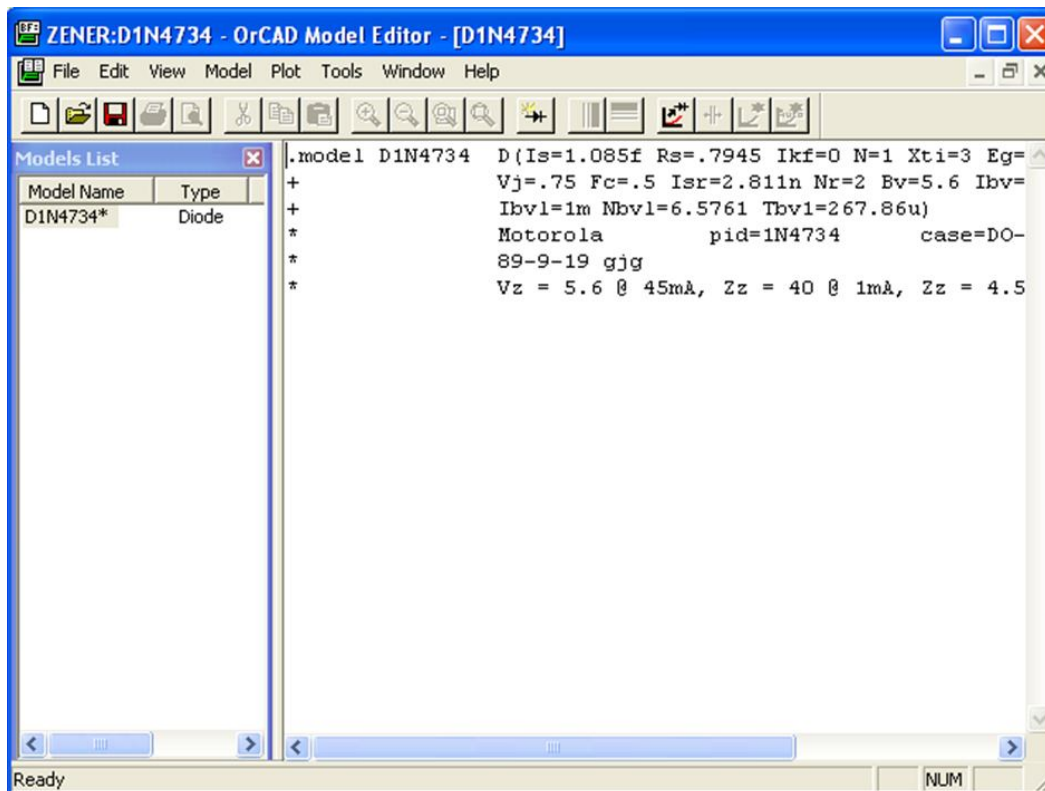 ZENER:D1N4734 - OrCAD Model Editor - [D1N4734]
File Edit View Model Plot Tools Window Help
Models List
Model Name Type
D1N4734* Diode
.model D1N4734 D(Is=1.085f Rs=.7945 Ikf=0 N=1 Xti=3 Eg=
+ Vj=.75 Fc=.5 Isr=2.811n Nr=2 Bv=5.6 Ibv=
+ Ibvl=1m Nbvl=6.5761 Tbv1=267.86u)
* Motorola pid=1N4734 case=DO-
* 89-9-19 gjg
* Vz = 5.6 @ 45mA, Zz = 40 @ 1mA, Zz = 4.5
Ready NUM